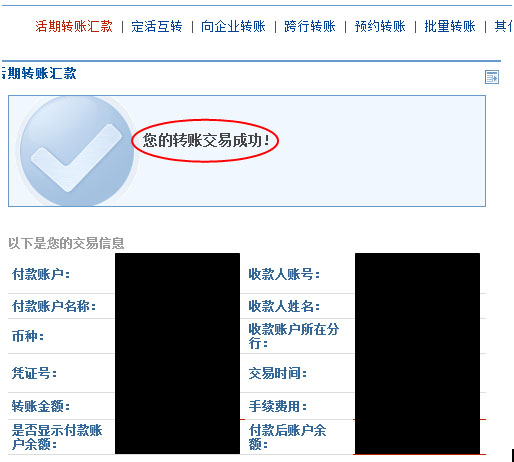 活期转账汇款 | 定活互转 | 向企业转账 | 跨行转账 | 预约转账 | 批量转账 | 其
活期转账汇款
您的转账交易成功！
以下是您的交易信息
付款账户： 收款人账号：
付款账户名称： 收款人姓名：
币种： 收款账户所在分
行：
凭证号： 交易时间：
转账金额： 手续费用：
是否显示付款账 付款后账户余
户余额： 额：